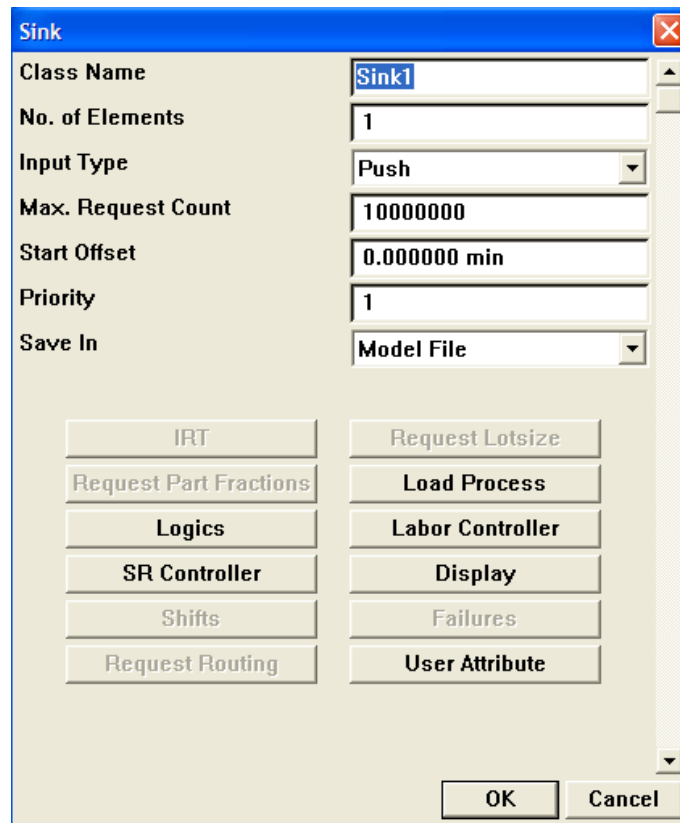 Sink
Class Name Sink1
No. of Elements 1
Input Type Push
Max. Request Count 10000000
Start Offset 0.000000 min
Priority 1
Save In Model File
IRT Request Lotsize
Request Part Fractions Load Process
Logics Labor Controller
SR Controller Display
Shifts Failures
Request Routing User Attribute
OK Cancel